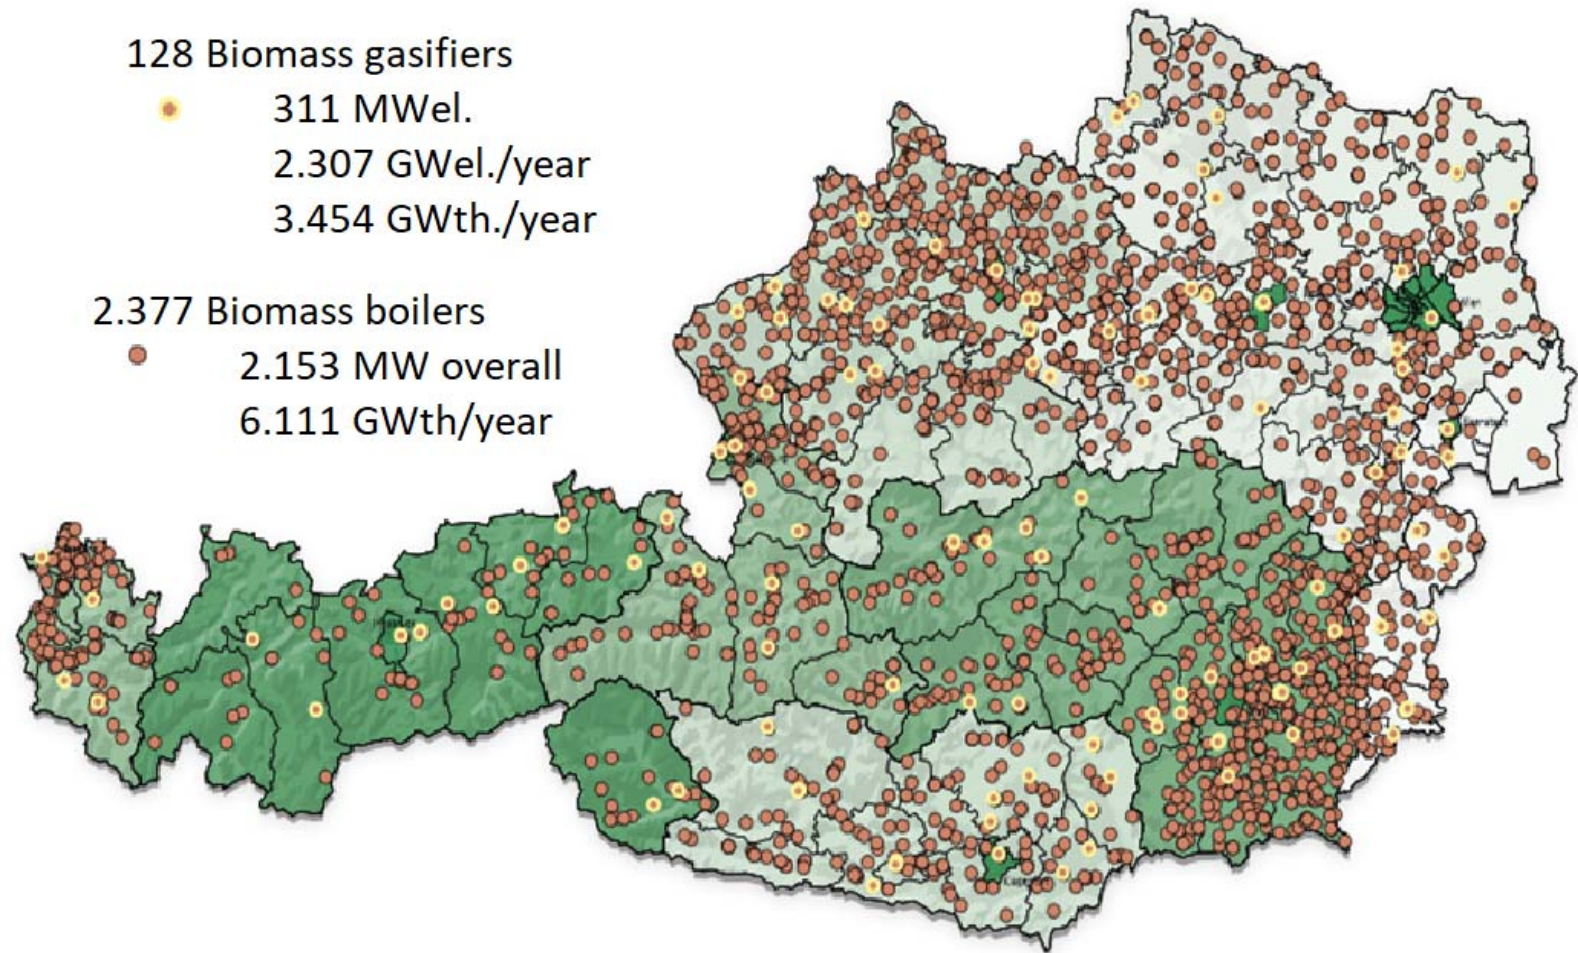 128 Biomass gasifiers
311 MWel.
2.307 GWel./year
3.454 GWth./year
2.377 Biomass boilers
2.153 MW overall
6.111 GWth/year